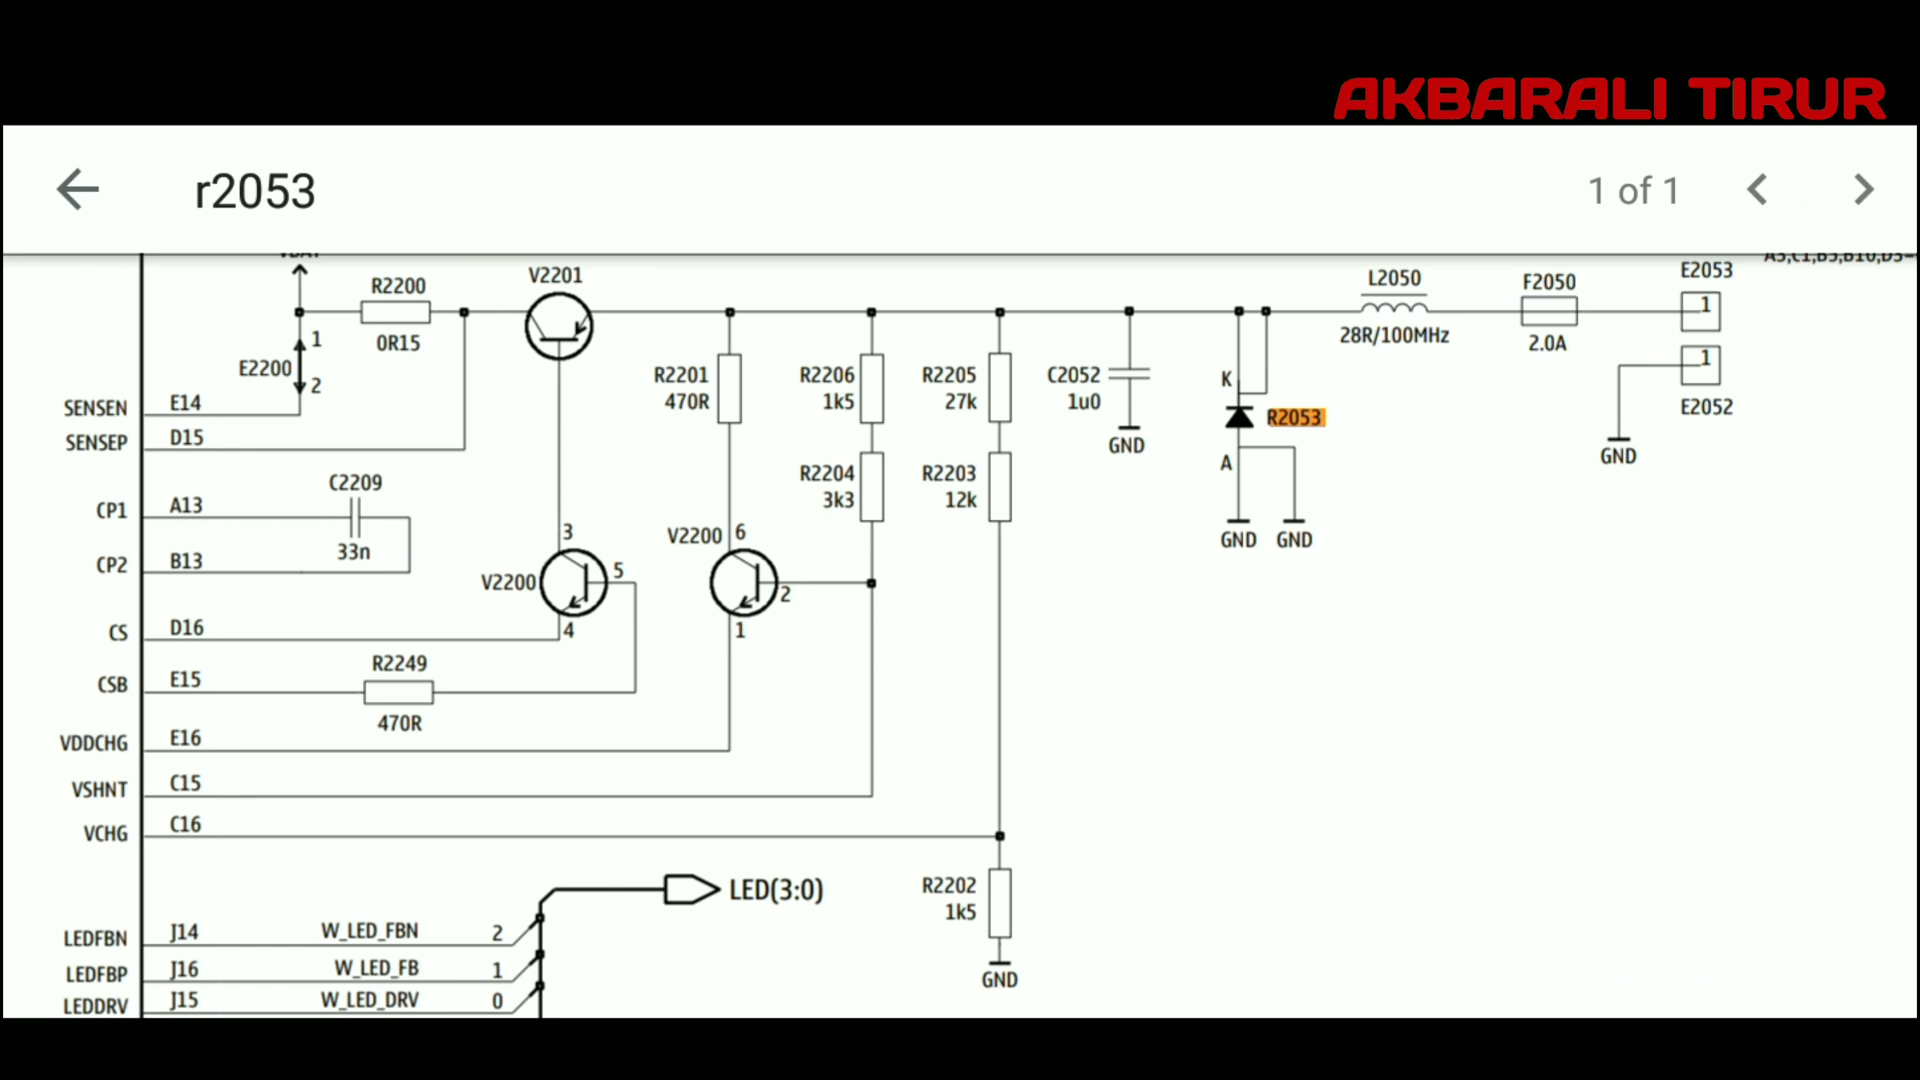 AKBARALI TIRUR
r2053
1 of 1
E2053
R2200
V2201
L2050
F2050
1
0R15
28R/100MHz
2.0A
1
E2200
2
1
E2052
R2201
470R
R2206
1k5
R2205
27k
C2052
1u0
GND
K
R2053
A
GND
GND
GND
SENSEN
E14
SENSEP
D15
R2204
3k3
R2203
12k
C2209
CP1
A13
33n
CP2
B13
3
V2200
5
4
V2200
6
2
1
CS
D16
R2249
CSB
E15
470R
VDDCHG
E16
VSHNT
C15
VCHG
C16
LED(3:0)
R2202
1k5
GND
LEDFBN
J14
W_LED_FBN
2
LEDFBP
J16
W_LED_FB
1
LEDDRV
J15
W_LED_DRV
0